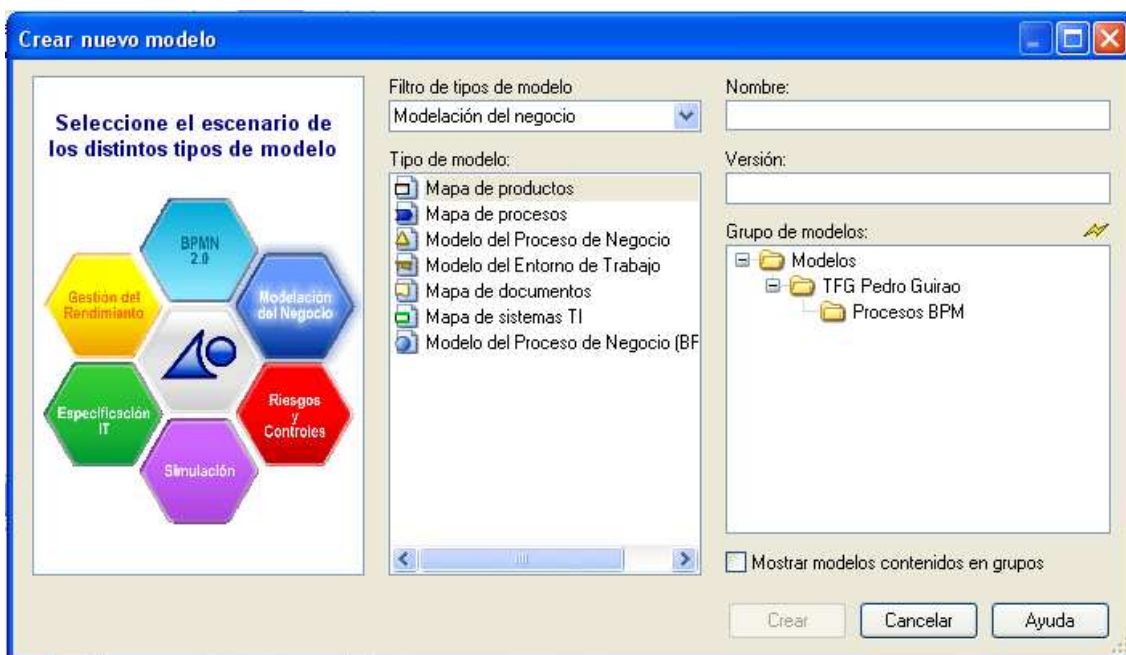 Crear nuevo modelo
Seleccione el escenario de
los distintos tipos de modelo
BPMN
2.0
Gestión del
Rendimiento
Modelación
del Negocio
Especificación
IT
Riesgos
y
Controles
Simulación
Filtro de tipos de modelo
Modelación del negocio
Tipo de modelo:
Mapa de productos
Mapa de procesos
Modelo del Proceso de Negocio
Modelo del Entorno de Trabajo
Mapa de documentos
Mapa de sistemas TI
Modelo del Proceso de Negocio (BF
Nombre:
Versión:
Grupo de modelos:
Modelos
TFG Pedro Guirao
Procesos BPM
Mostrar modelos contenidos en grupos
Crear
Cancelar
Ayuda